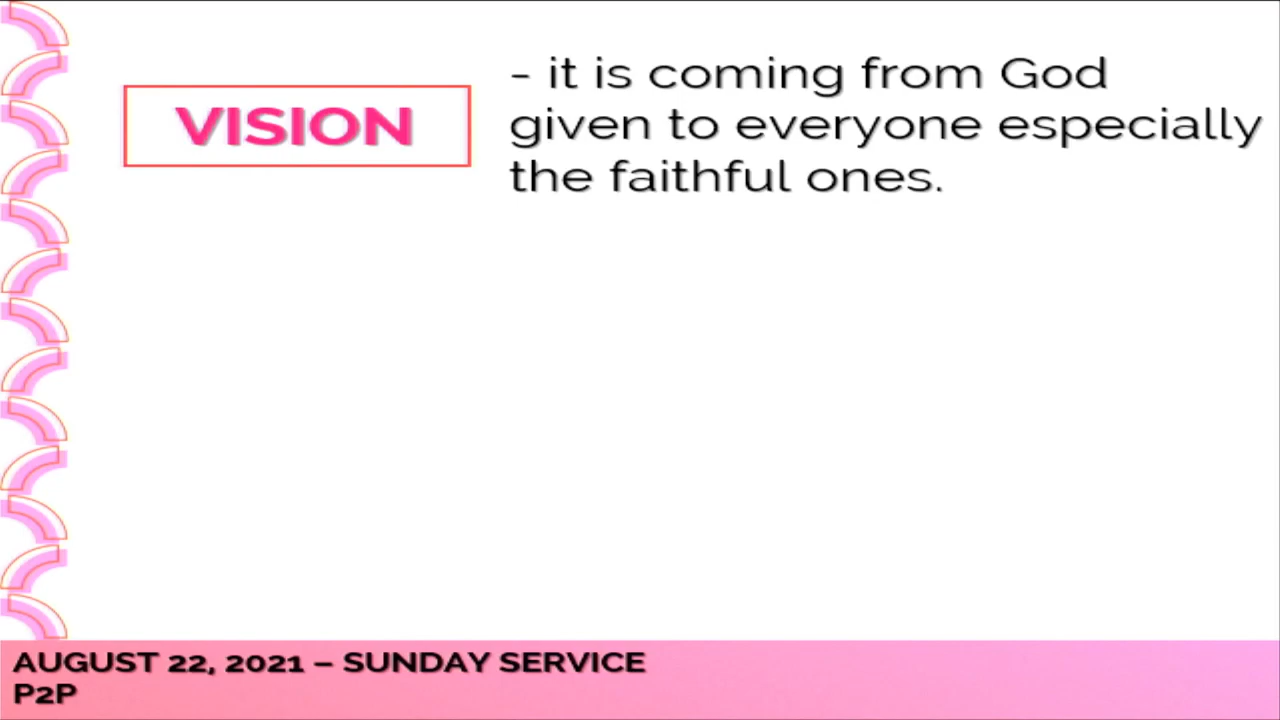 VISION
- it is coming from God
given to everyone especially
the faithful ones.
AUGUST 22, 2021 – SUNDAY SERVICE
P2P